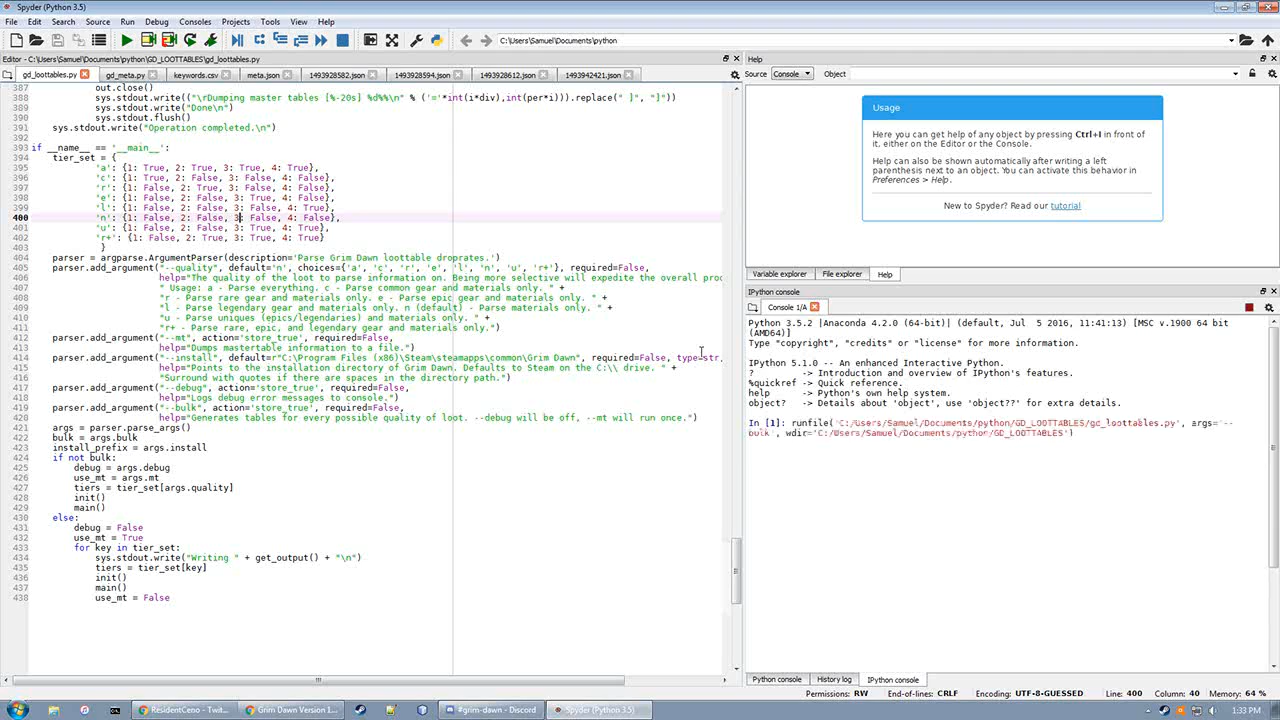 Spyder (Python 3.5)
File Edit Search Source Run Debug Consoles Projects Tools View Help
C:\Users\Samuel\Documents\python
Editor - C:\Users\Samuel\Documents\python\GD_LOOTTABLES\gd_loottables.py
gd_loottables.py gd_meta.py keywords.csv meta.json 1493928582.json 1493928594.json 1493928612.json 1493942421.json
387 out.close()
388 sys.stdout.write(("\rDumping master tables [%-20s] %d%%\n" % ('='*int(i*div),int(per*i))).replace(" ]", "]"))
389 sys.stdout.write("Done\n")
390 sys.stdout.flush()
391 sys.stdout.write("Operation completed.\n")
392
393 if __name__ == '__main__':
394 tier_set = {
395 'a': {1: True, 2: True, 3: True, 4: True},
396 'c': {1: True, 2: False, 3: False, 4: False},
397 'r': {1: False, 2: True, 3: False, 4: False},
398 'e': {1: False, 2: False, 3: True, 4: False},
399 'l': {1: False, 2: False, 3: False, 4: True},
400 'n': {1: False, 2: False, 3: False, 4: False},
401 'u': {1: False, 2: False, 3: True, 4: True},
402 'r+': {1: False, 2: True, 3: True, 4: True}
403 }
404 parser = argparse.ArgumentParser(description='Parse Grim Dawn loottable droprates.')
405 parser.add_argument("--quality", default='n', choices={'a', 'c', 'r', 'e', 'l', 'n', 'u', 'r+'}, required=False,
406 help="The quality of the loot to parse information on. Being more selective will expedite the overall proc
407 " Usage: a - Parse everything. c - Parse common gear and materials only. " +
408 "r - Parse rare gear and materials only. e - Parse epic gear and materials only. " +
409 "l - Parse legendary gear and materials only. n (default) - Parse materials only. " +
410 "u - Parse uniques (epics/legendaries) and materials only. " +
411 "r+ - Parse rare, epic, and legendary gear and materials only.")
412 parser.add_argument("--mt", action='store_true', required=False,
413 help="Dumps mastertable information to a file.")
414 parser.add_argument("--install", default=r"C:\Program Files (x86)\Steam\steamapps\common\Grim Dawn", required=False, type=str,
415 help="Points to the installation directory of Grim Dawn. Defaults to Steam on the C:\\ drive. " +
416 "Surround with quotes if there are spaces in the directory path.")
417 parser.add_argument("--debug", action='store_true', required=False,
418 help="Logs debug error messages to console.")
419 parser.add_argument("--bulk", action='store_true', required=False,
420 help="Generates tables for every possible quality of loot. --debug will be off, --mt will run once.")
421 args = parser.parse_args()
422 bulk = args.bulk
423 install_prefix = args.install
424 if not bulk:
425 debug = args.debug
426 use_mt = args.mt
427 tiers = tier_set[args.quality]
428 init()
429 main()
430 else:
431 debug = False
432 use_mt = True
433 for key in tier_set:
434 sys.stdout.write("Writing " + get_output() + "\n")
435 tiers = tier_set[key]
436 init()
437 main()
438 use_mt = False
Help
Source Console Object
Usage
Here you can get help of any object by pressing Ctrl+I in front of it, either on the Editor or the Console.
Help can also be shown automatically after writing a left parenthesis next to an object. You can activate this behavior in Preferences > Help.
New to Spyder? Read our tutorial
Variable explorer File explorer Help
IPython console
Console 1/A
Python 3.5.2 |Anaconda 4.2.0 (64-bit)| (default, Jul  5 2016, 11:41:13) [MSC v.1900 64 bit
(AMD64)]
Type "copyright", "credits" or "license" for more information.
IPython 5.1.0 -- An enhanced Interactive Python.
? -> Introduction and overview of IPython's features.
%quickref -> Quick reference.
help -> Python's own help system.
object? -> Details about 'object', use 'object??' for extra details.
In [1]: runfile('C:/Users/Samuel/Documents/python/GD_LOOTTABLES/gd_loottables.py', args='--
bulk', wdir='C:/Users/Samuel/Documents/python/GD_LOOTTABLES')
Python console History log IPython console
Permissions: RW End-of-lines: CRLF Encoding: UTF-8-GUESSED Line: 400 Column: 40 Memory: 64 %
ResidentCeno - Twit... Grim Dawn Version 1... #grim-dawn - Discord Spyder (Python 3.5) 1:33 PM